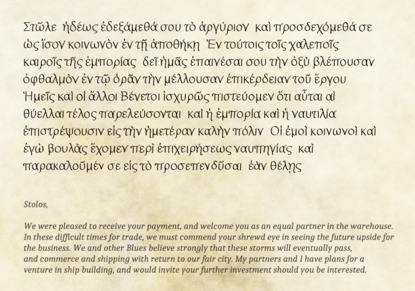 Στῶλε ἡδέως ἐδεξάμεθά σου τὸ ἀργύριον καὶ προσδεχόμεθά σε
ὡς ἴσον κοινωνὸν ἐν τῇ ἀποθήκῃ Ἐν τούτοις τοῖς χαλεποῖς
καιροῖς τῆς ἐμπορίας δεῖ ἡμᾶς ἐπαινέσαι σου τὴν ὀξὺ βλέπουσαν
ὀφθαλμὸν ἐν τῷ ὁρᾶν τὴν μέλλουσαν ἐπικέρδειαν τοῦ ἔργου
Ἡμεῖς καὶ οἱ ἄλλοι Βένετοι ἰσχυρῶς πιστεύομεν ὅτι αὗται αἱ
θύελλαι τέλος παρελεύσονται καὶ ἡ ἐμπορία καὶ ἡ ναυτιλία
ἐπιστρέψουσιν εἰς τὴν ἡμετέραν καλὴν πόλιν Οἱ ἐμοὶ κοινωνοὶ καὶ
ἐγὼ βουλὰς ἔχομεν περὶ ἐπιχειρήσεως ναυπηγίας καὶ
παρακαλοῦμέν σε εἰς τὸ προσεπενδῦσαι ἐὰν θέλῃς
Stolos,
We were pleased to receive your payment, and welcome you as an equal partner in the warehouse.
In these difficult times for trade, we must commend your shrewd eye in seeing the future upside for
the business. We and other Blues believe strongly that these storms will eventually pass,
and commerce and shipping with return to our fair city. My partners and I have plans for a
venture in ship building, and would invite your further investment should you be interested.